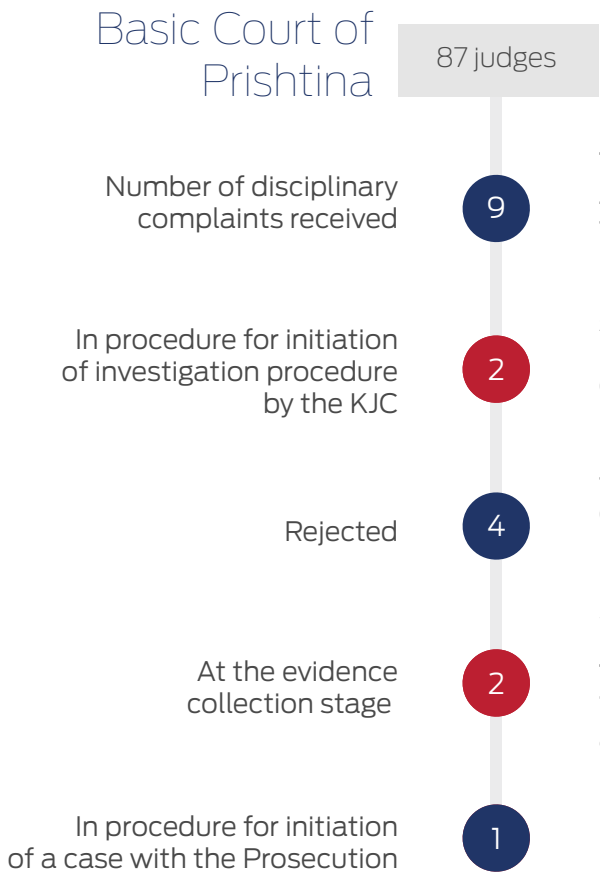 Basic Court of
Prishtina
87 judges
Number of disciplinary
complaints received
9
In procedure for initiation
of investigation procedure
by the KJC
2
Rejected
4
At the evidence
collection stage
2
In procedure for initiation
of a case with the Prosecution
1